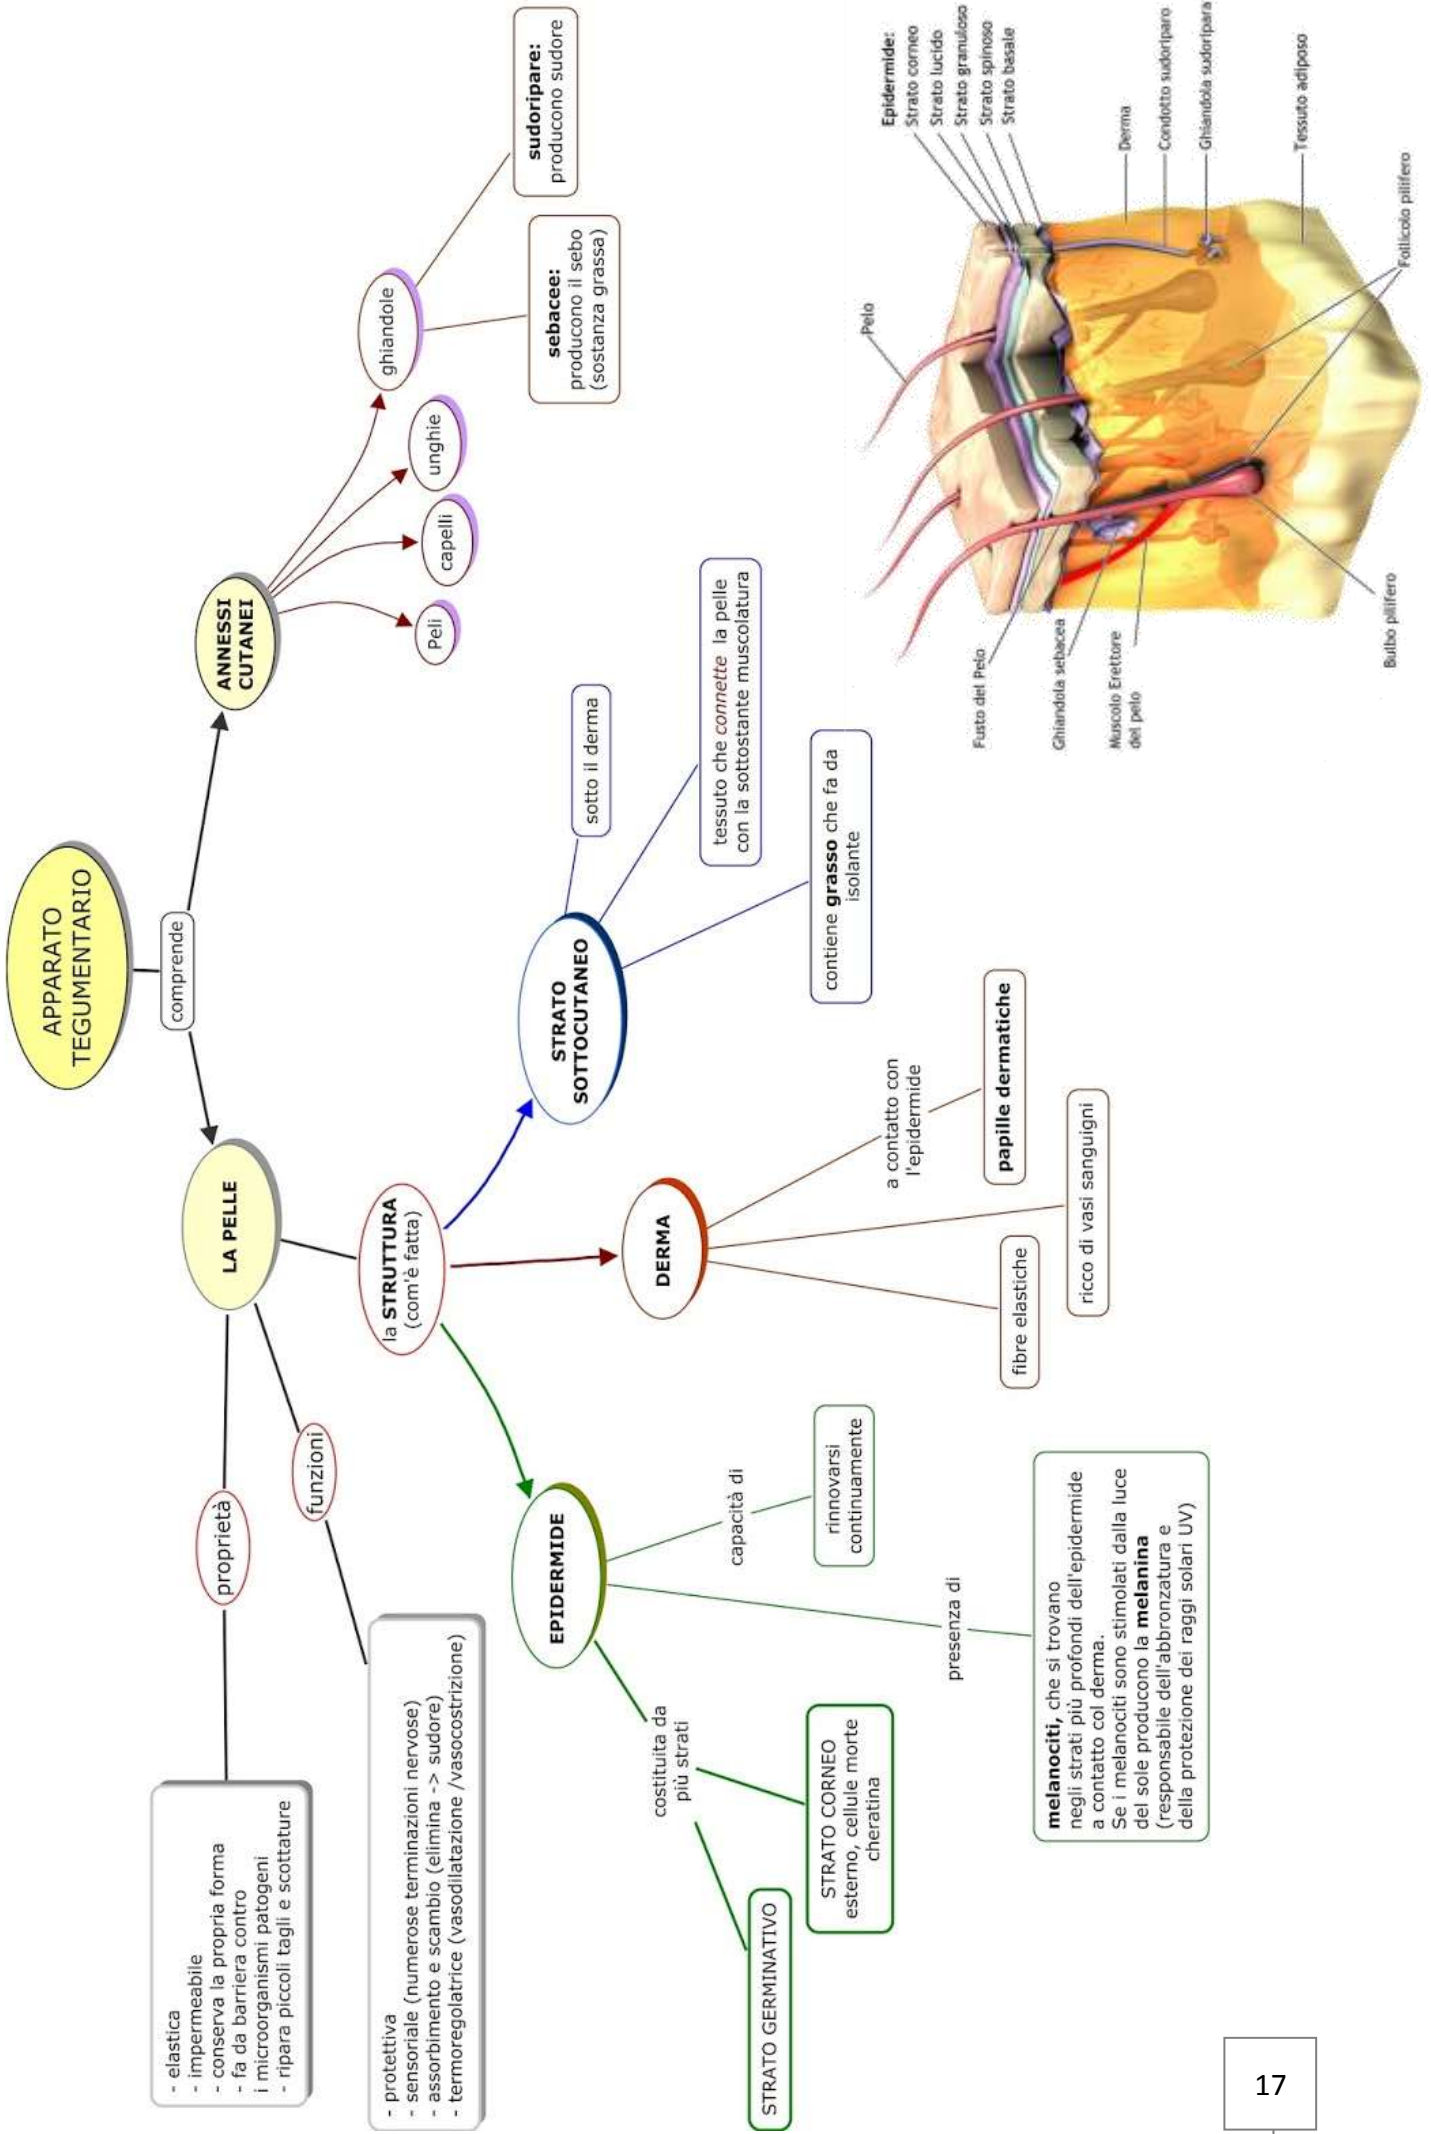 APPARATO
TEGUMENTARIO
comprende
LA PELLE
proprietà
- elastica
- impermeabile
- conserva la propria forma
- fa da barriera contro
i microorganismi patogeni
- ripara piccoli tagli e scottature
funzioni
- protettiva
- sensoriale (numerose terminazioni nervose)
- assorbimento e scambio (elimina -> sudore)
- termoregolatrice (vasodilatazione /vasocostrizione)
la STRUTTURA
(com'è fatta)
EPIDERMIDE
costituita da
più strati
STRATO GERMINATIVO
STRATO CORNEO
esterno, cellule morte
cheratina
presenza di
melanociti, che si trovano
negli strati più profondi dell'epidermide
a contatto col derma.
Se i melanociti sono stimolati dalla luce
del sole producono la melanina
(responsabile dell'abbronzatura e
della protezione dei raggi solari UV)
capacità di
rinnovarsi
continuamente
DERMA
fibre elastiche
ricco di vasi sanguigni
a contatto con
l'epidermide
papille dermatiche
STRATO
SOTTOCUTANEO
sotto il derma
tessuto che connette la pelle
con la sottostante muscolatura
contiene grasso che fa da
isolante
ANNESSI
CUTANEI
Peli
capelli
unghie
ghiandole
sebacee:
producono il sebo
(sostanza grassa)
sudoripare:
producono sudore
Pelo
Epidermide:
Strato corneo
Strato lucido
Strato granuloso
Strato spinoso
Strato basale
Derma
Condotto sudoriparo
Ghiandola sudoripara
Tessuto adiposo
Follicolo pilifero
Fusto del Pelo
Ghiandola sebacea
Muscolo Erettore
del pelo
Bulbo pilifero
17